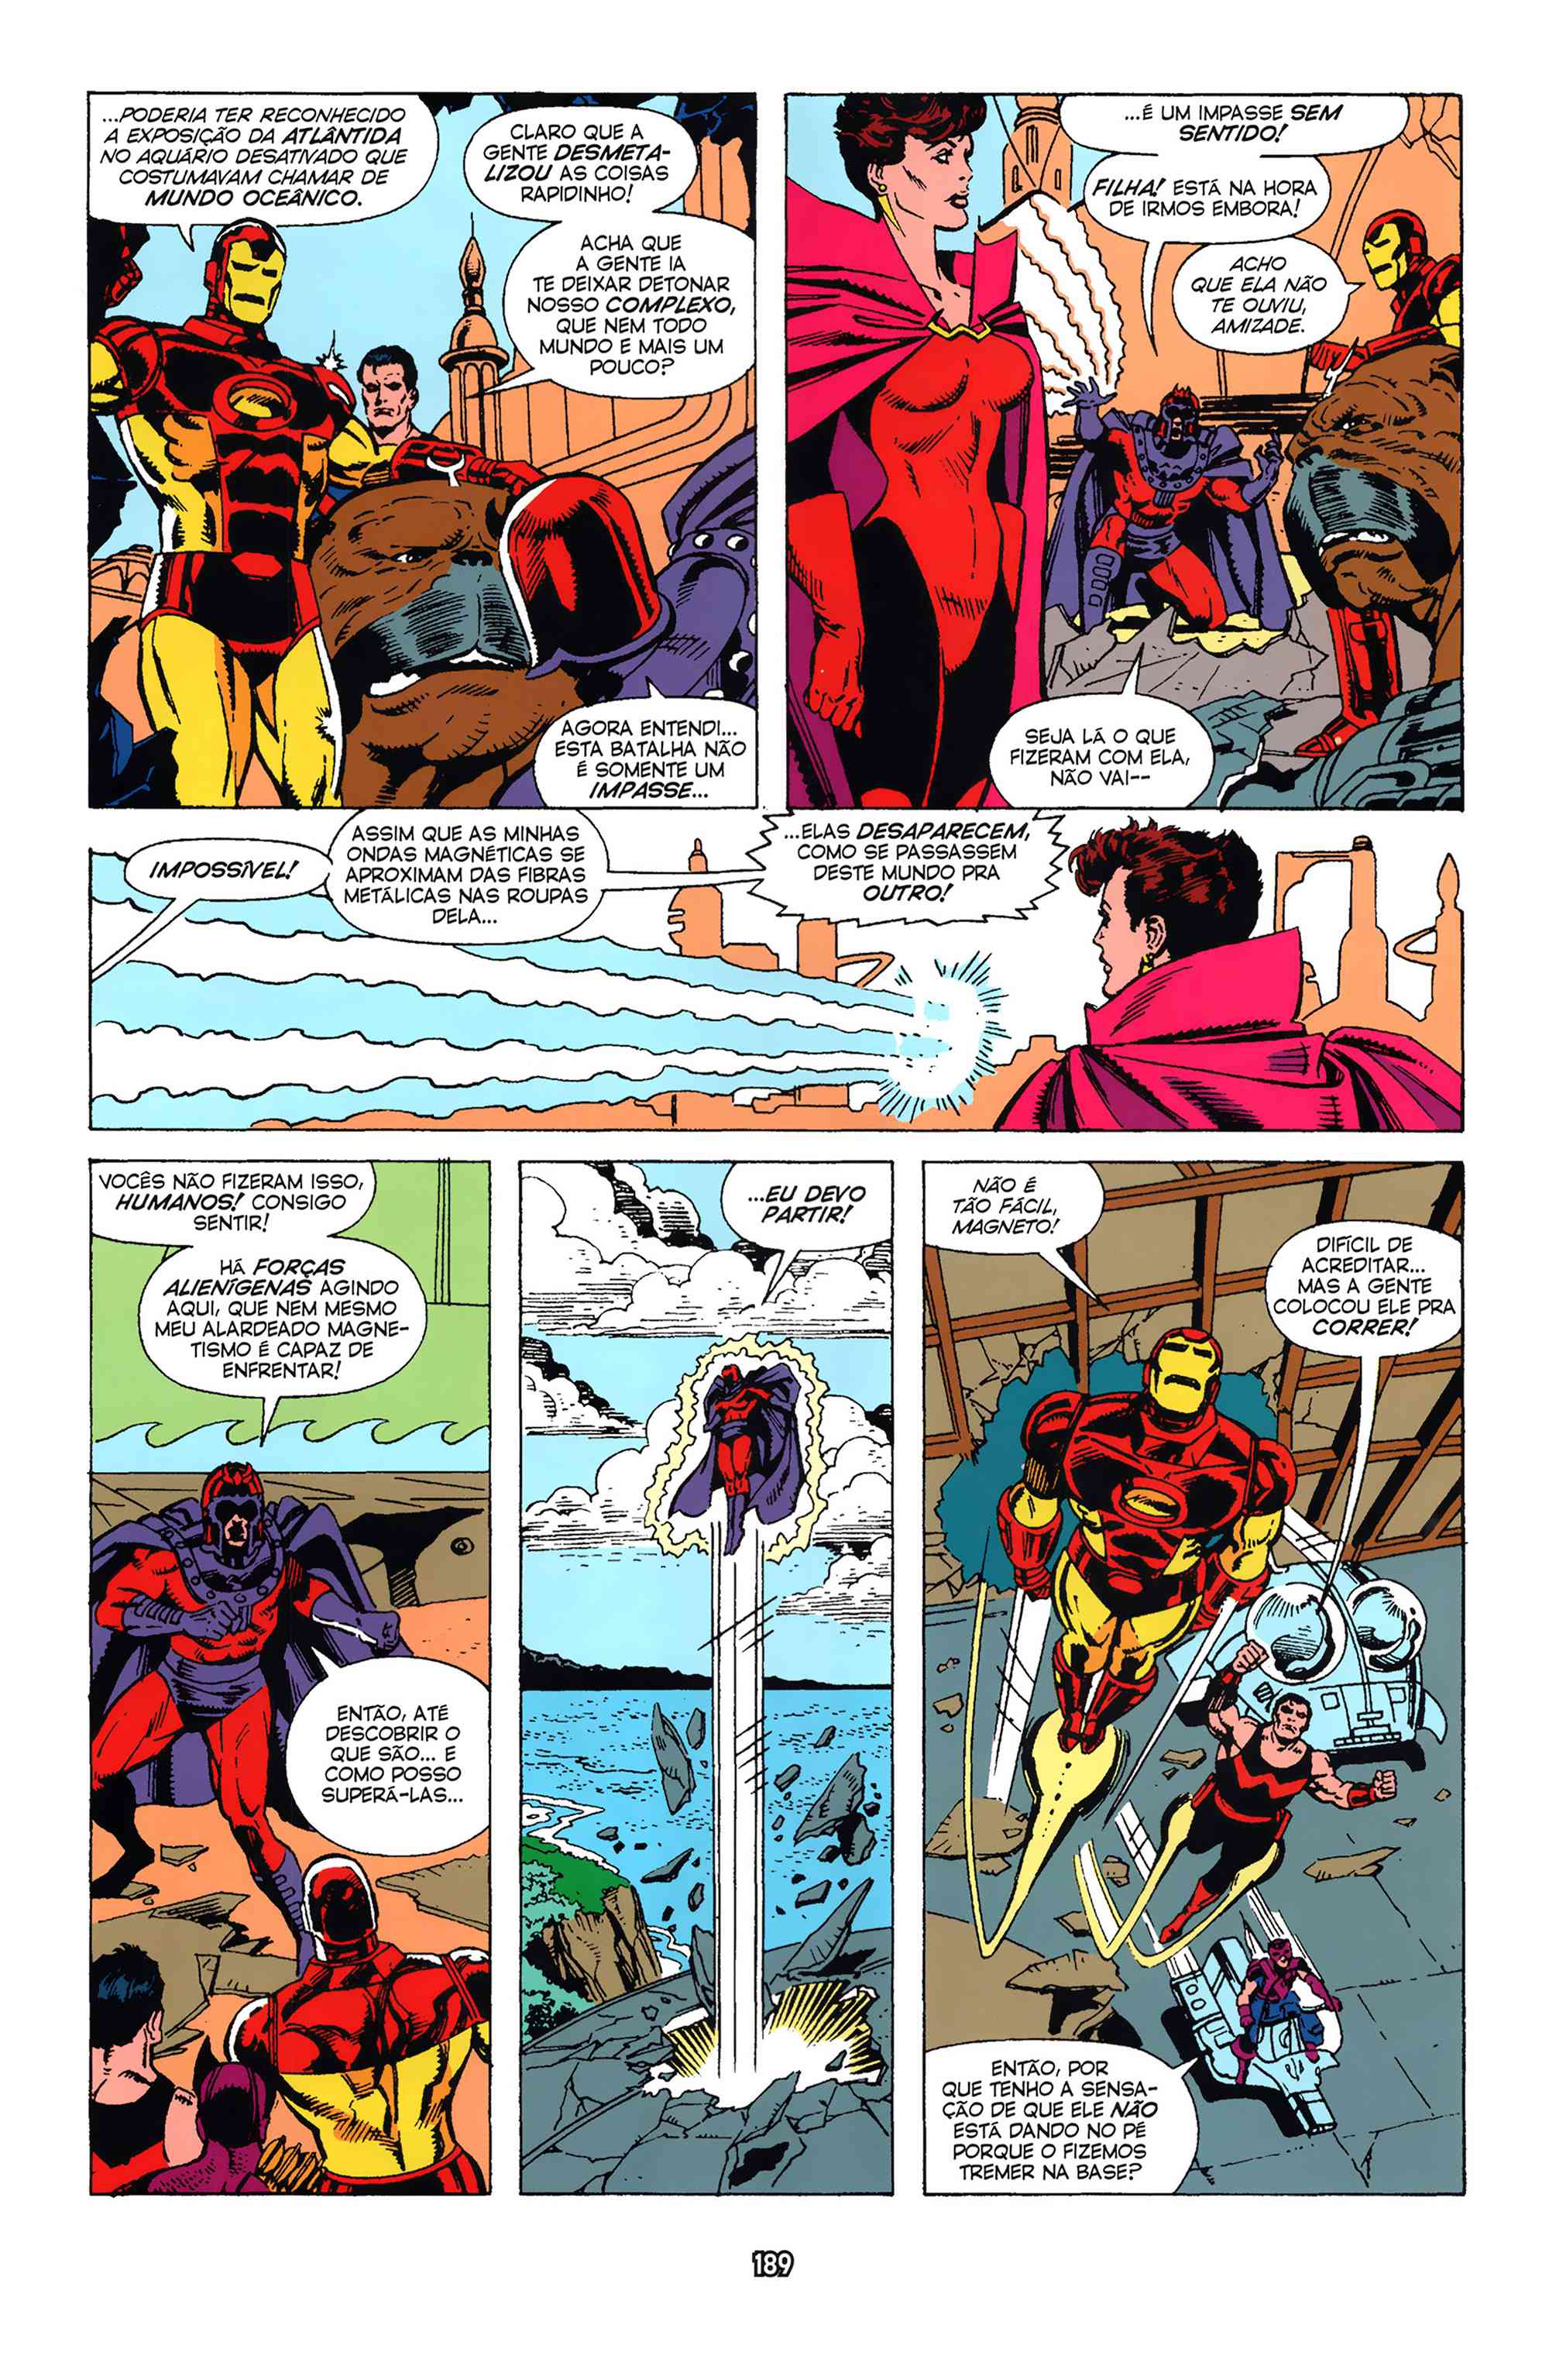 ...PODERIA TER RECONHECIDO
A EXPOSIÇÃO DA ATLÂNTIDA
NO AQUÁRIO DESATIVADO QUE
COSTUMAVAM CHAMAR DE
MUNDO OCEÂNICO.
CLARO QUE A
GENTE DESMETA-
LIZOU AS COISAS
RAPIDINHO!
ACHA QUE
A GENTE IA
TE DEIXAR DETONAR
NOSSO COMPLEXO,
QUE NEM TODO
MUNDO E MAIS UM
POUCO?
AGORA ENTENDI...
ESTA BATALHA NÃO
É SOMENTE UM
IMPASSE...
...É UM IMPASSE SEM
SENTIDO!
FILHA! ESTÁ NA HORA
DE IRMOS EMBORA!
ACHO
QUE ELA NÃO
TE OUVIU,
AMIZADE.
SEJA LÁ O QUE
FIZERAM COM ELA,
NÃO VAI--
IMPOSSÍVEL!
ASSIM QUE AS MINHAS
ONDAS MAGNÉTICAS SE
APROXIMAM DAS FIBRAS
METÁLICAS NAS ROUPAS
DELA...
...ELAS DESAPARECEM,
COMO SE PASSASSEM
DESTE MUNDO PRA
OUTRO!
VOCÊS NÃO FIZERAM ISSO,
HUMANOS! CONSIGO
SENTIR!
HÁ FORÇAS
ALIENÍGENAS AGINDO
AQUI, QUE NEM MESMO
MEU ALARDEADO MAGNE-
TISMO É CAPAZ DE
ENFRENTAR!
ENTÃO, ATÉ
DESCOBRIR O
QUE SÃO... E
COMO POSSO
SUPERÁ-LAS...
...EU DEVO
PARTIR!
NÃO É
TÃO FÁCIL,
MAGNETO!
DIFÍCIL DE
ACREDITAR...
MAS A GENTE
COLOCOU ELE PRA
CORRER!
ENTÃO, POR
QUE TENHO A SENSA-
ÇÃO DE QUE ELE NÃO
ESTÁ DANDO NO PÉ
PORQUE O FIZEMOS
TREMER NA BASE?
189